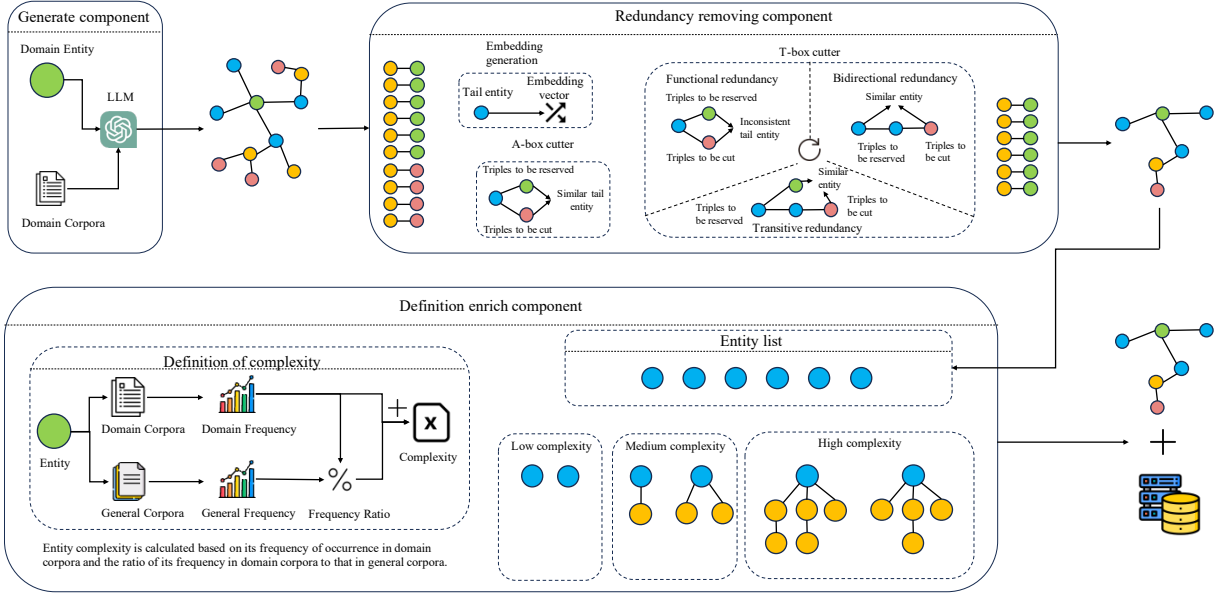 Generate component
Domain Entity
LLM
Domain Corpora
Redundancy removing component
Embedding
generation
Tail entity
Embedding
vector
A-box cutter
Triples to be reserved
Similar tail
entity
Triples to be cut
T-box cutter
Functional redundancy
Triples to be reserved
Inconsistent
tail entity
Triples to be cut
Bidirectional redundancy
Similar entity
Triples to
be reserved
Triples to
be cut
Similar
entity
Triples to
be reserved
Triples to
be cut
Transitive redundancy
Definition enrich component
Definition of complexity
Entity
Domain Corpora
Domain Frequency
General Corpora
General Frequency
%
Frequency Ratio
+
X
Complexity
Entity complexity is calculated based on its frequency of occurrence in domain
corpora and the ratio of its frequency in domain corpora to that in general corpora.
Entity list
Low complexity
Medium complexity
High complexity
+